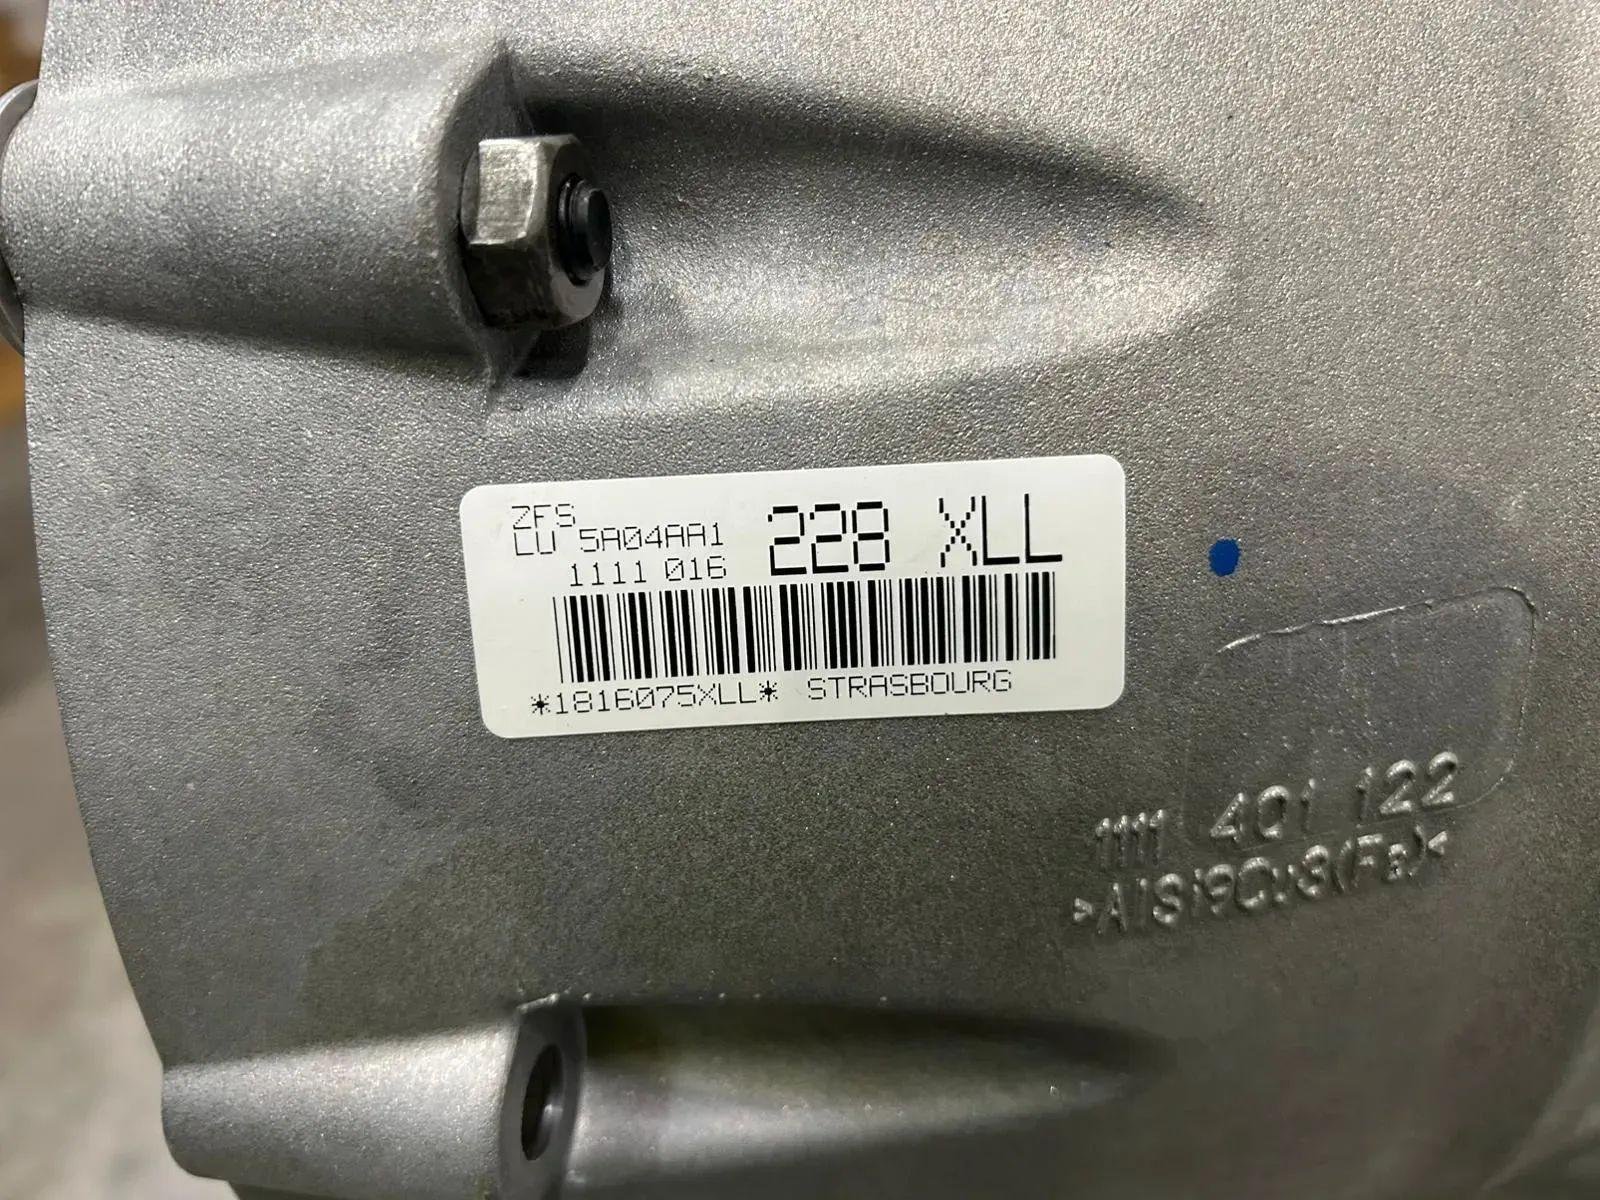 ZFS
LU 5A04AA1
1111 016
228 XLL
*1816075XLL* STRASBOURG
1111 401 122
>AlSi9Cu3(Fe)<